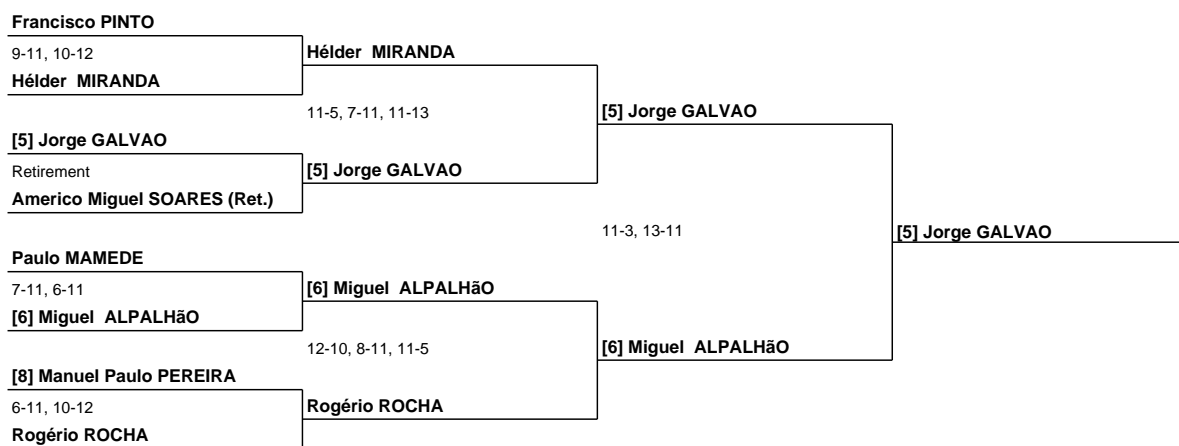 Francisco PINTO
9-11, 10-12
Hélder  MIRANDA
Hélder  MIRANDA
11-5, 7-11, 11-13
[5] Jorge GALVAO
[5] Jorge GALVAO
Retirement
[5] Jorge GALVAO
Americo Miguel SOARES (Ret.)
11-3, 13-11
[5] Jorge GALVAO
Paulo MAMEDE
7-11, 6-11
[6] Miguel  ALPALHãO
[6] Miguel  ALPALHãO
12-10, 8-11, 11-5
[6] Miguel  ALPALHãO
[8] Manuel Paulo PEREIRA
6-11, 10-12
Rogério ROCHA
Rogério ROCHA